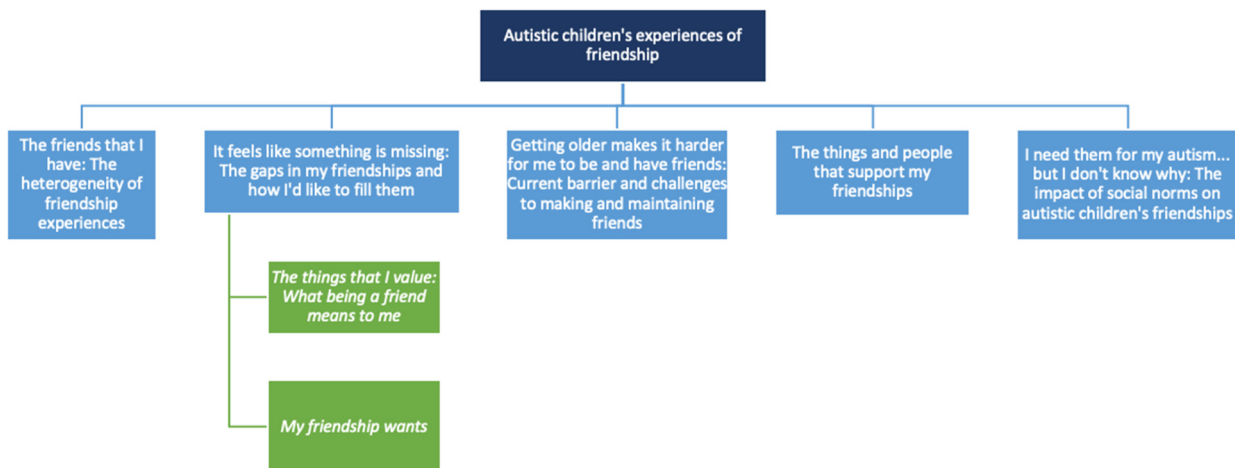 Autistic children's experiences of
friendship
The friends that I
have: The
heterogeneity of
friendship
experiences
It feels like something is missing:
The gaps in my friendships and
how I'd like to fill them
Getting older makes it harder
for me to be and have friends:
Current barrier and challenges
to making and maintaining
friends
The things and people
that support my
friendships
I need them for my autism...
but I don't know why: The
impact of social norms on
autistic children's friendships
The things that I value:
What being a friend
means to me
My friendship wants